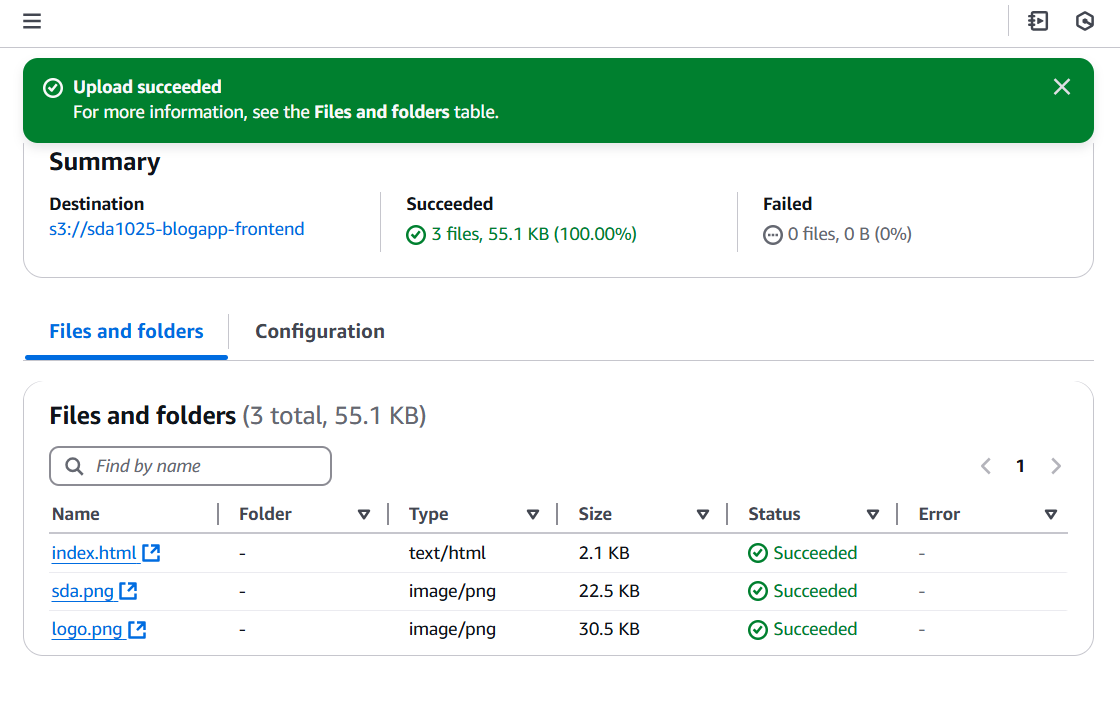 Upload succeeded
For more information, see the Files and folders table.
Summary
Destination
s3://sda1025-blogapp-frontend
Succeeded
3 files, 55.1 KB (100.00%)
Failed
0 files, 0 B (0%)
Files and folders
Configuration
Files and folders (3 total, 55.1 KB)
Find by name
1
Name Folder Type Size Status Error
index.html - text/html 2.1 KB Succeeded -
sda.png - image/png 22.5 KB Succeeded -
logo.png - image/png 30.5 KB Succeeded -